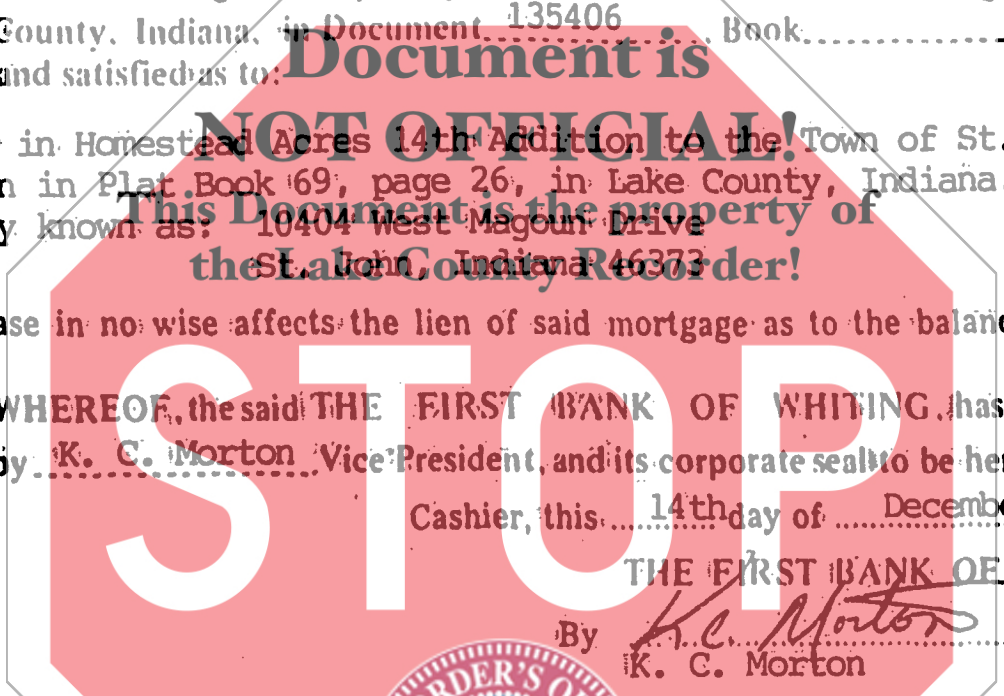 County, Indiana, in Document 135406, Book
and satisfied as to:
Document is
NOT OFFICIAL!
in Homestead Acres 14th Addition to the Town of St.
n in Plat Book 69, page 26, in Lake County, Indiana
This Document is the property of
y known as: 10404 West Magoun Drive
the Lake County Recorder!
St. John, Indiana 46373
ase in no wise affects the lien of said mortgage as to the balanc
STOP
WHEREOF, the said THE FIRST BANK OF WHITING, has
by K. C. Morton Vice President, and its corporate seal to be he
Cashier, this 14th day of Decembe
THE FIRST BANK OF
By K.C. Morton
K. C. Morton
RDER'S O